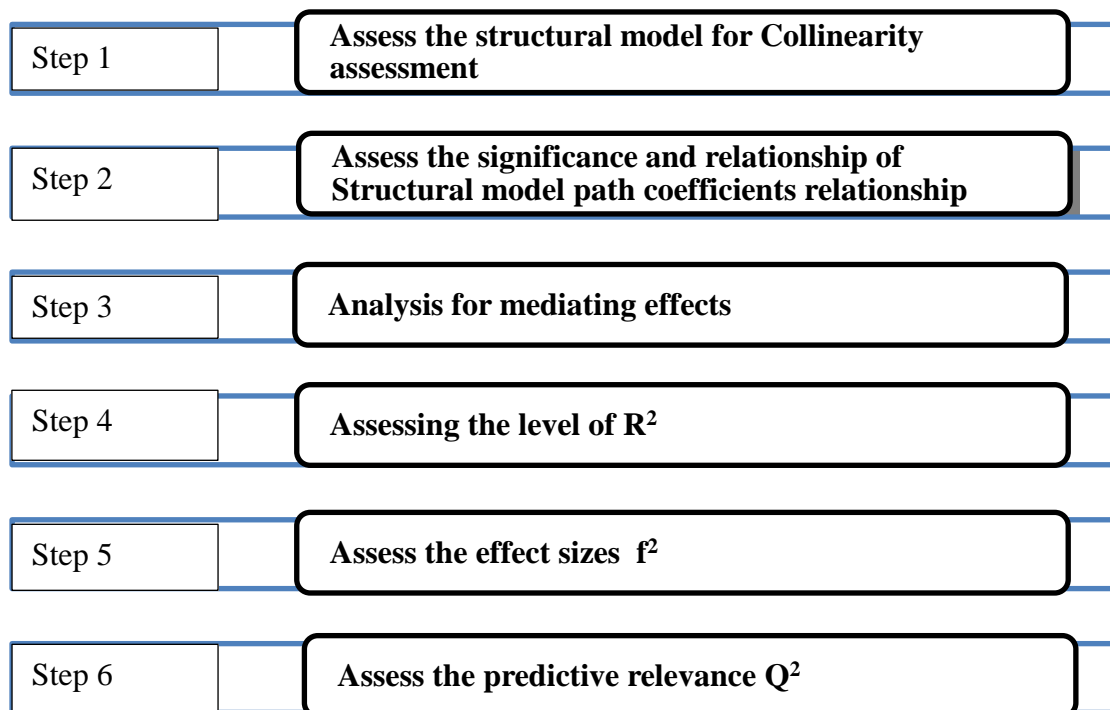 Step 1
Assess the structural model for Collinearity
assessment
Step 2
Assess the significance and relationship of
Structural model path coefficients relationship
Step 3
Analysis for mediating effects
Step 4
Assessing the level of R²
Step 5
Assess the effect sizes f²
Step 6
Assess the predictive relevance Q²